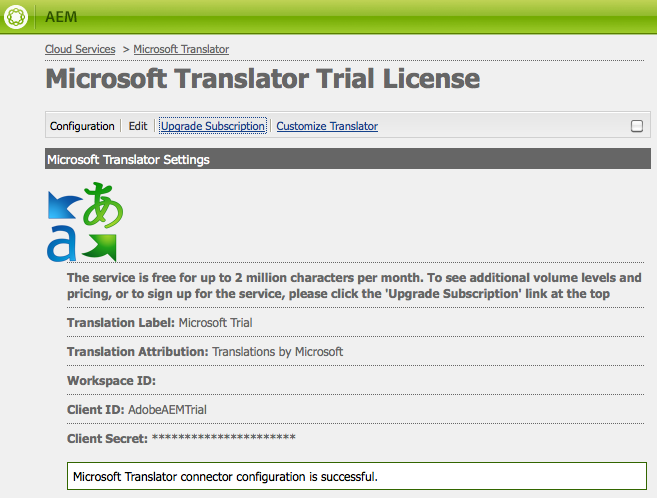 AEM
Cloud Services > Microsoft Translator
Microsoft Translator Trial License
Configuration Edit Upgrade Subscription Customize Translator
Microsoft Translator Settings
あ
a
The service is free for up to 2 million characters per month. To see additional volume levels and
pricing, or to sign up for the service, please click the 'Upgrade Subscription' link at the top
Translation Label: Microsoft Trial
Translation Attribution: Translations by Microsoft
Workspace ID:
Client ID: AdobeAEMTrial
Client Secret: **********************
Microsoft Translator connector configuration is successful.